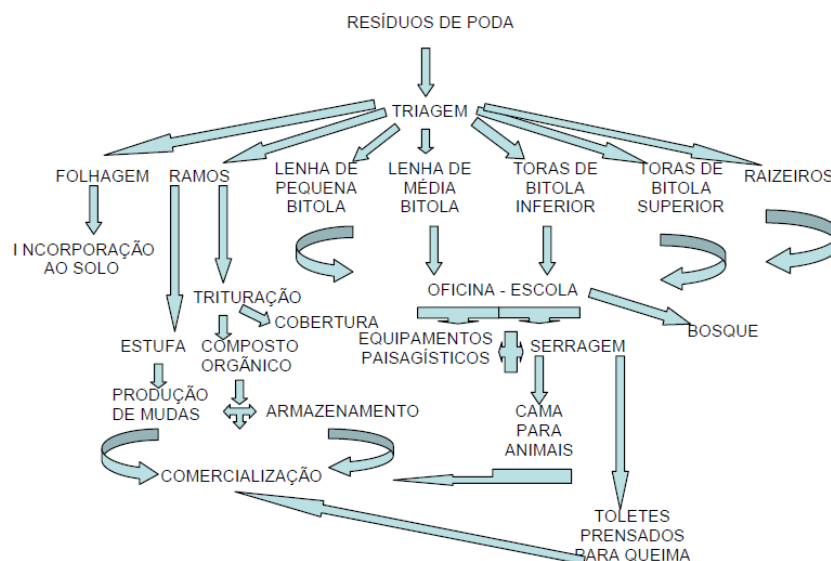 RESÍDUOS DE PODA
TRIAGEM
FOLHAGEM
RAMOS
LENHA DE
PEQUENA
BITOLA
LENHA DE
MÉDIA
BITOLA
TORAS DE
BITOLA
INFERIOR
TORAS DE
BITOLA
SUPERIOR
RAIZEIROS
I NCORPORAÇÃO
AO SOLO
TRITURAÇÃO
OFICINA - ESCOLA
COBERTURA
BOSQUE
ESTUFA
COMPOSTO
ORGÃNICO
EQUIPAMENTOS
PAISAGÍSTICOS
SERRAGEM
PRODUÇÃO
DE MUDAS
ARMAZENAMENTO
CAMA
PARA
ANIMAIS
COMERCIALIZAÇÃO
TOLETES
PRENSADOS
PARA QUEIMA